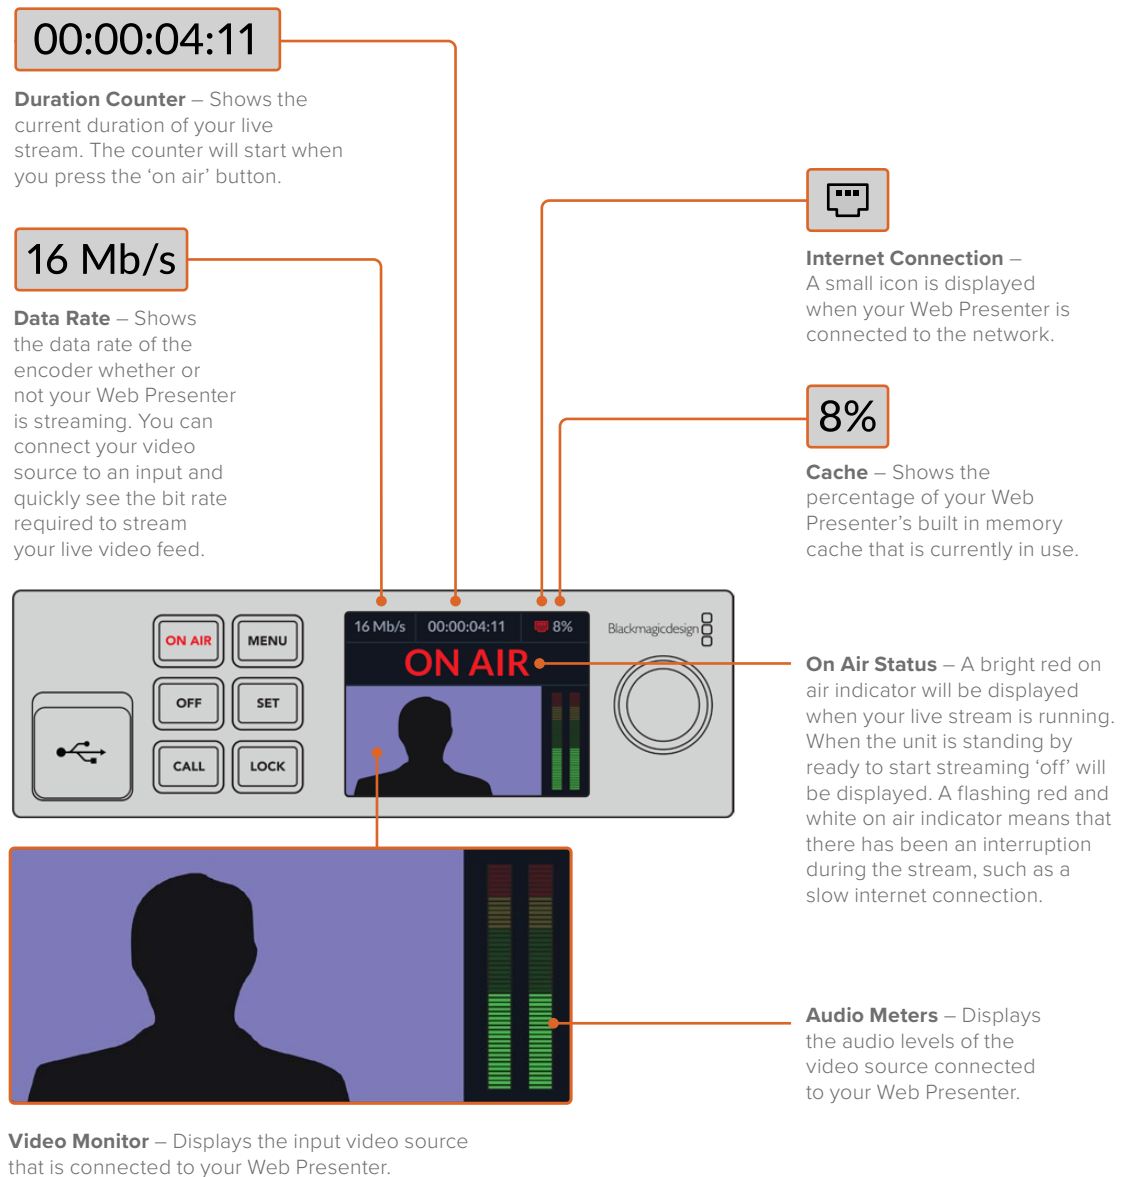 00:00:04:11
Duration Counter – Shows the
current duration of your live
stream. The counter will start when
you press the ‘on air’ button.
16 Mb/s
Data Rate – Shows
the data rate of the
encoder whether or
not your Web Presenter
is streaming. You can
connect your video
source to an input and
quickly see the bit rate
required to stream
your live video feed.
Internet Connection –
A small icon is displayed
when your Web Presenter is
connected to the network.
8%
Cache – Shows the
percentage of your Web
Presenter’s built in memory
cache that is currently in use.
ON AIR
MENU
OFF
SET
CALL
LOCK
16 Mb/s 00:00:04:11 8%
ON AIR
Blackmagicdesign
On Air Status – A bright red on
air indicator will be displayed
when your live stream is running.
When the unit is standing by
ready to start streaming ‘off’ will
be displayed. A flashing red and
white on air indicator means that
there has been an interruption
during the stream, such as a
slow internet connection.
Audio Meters – Displays
the audio levels of the
video source connected
to your Web Presenter.
Video Monitor – Displays the input video source
that is connected to your Web Presenter.